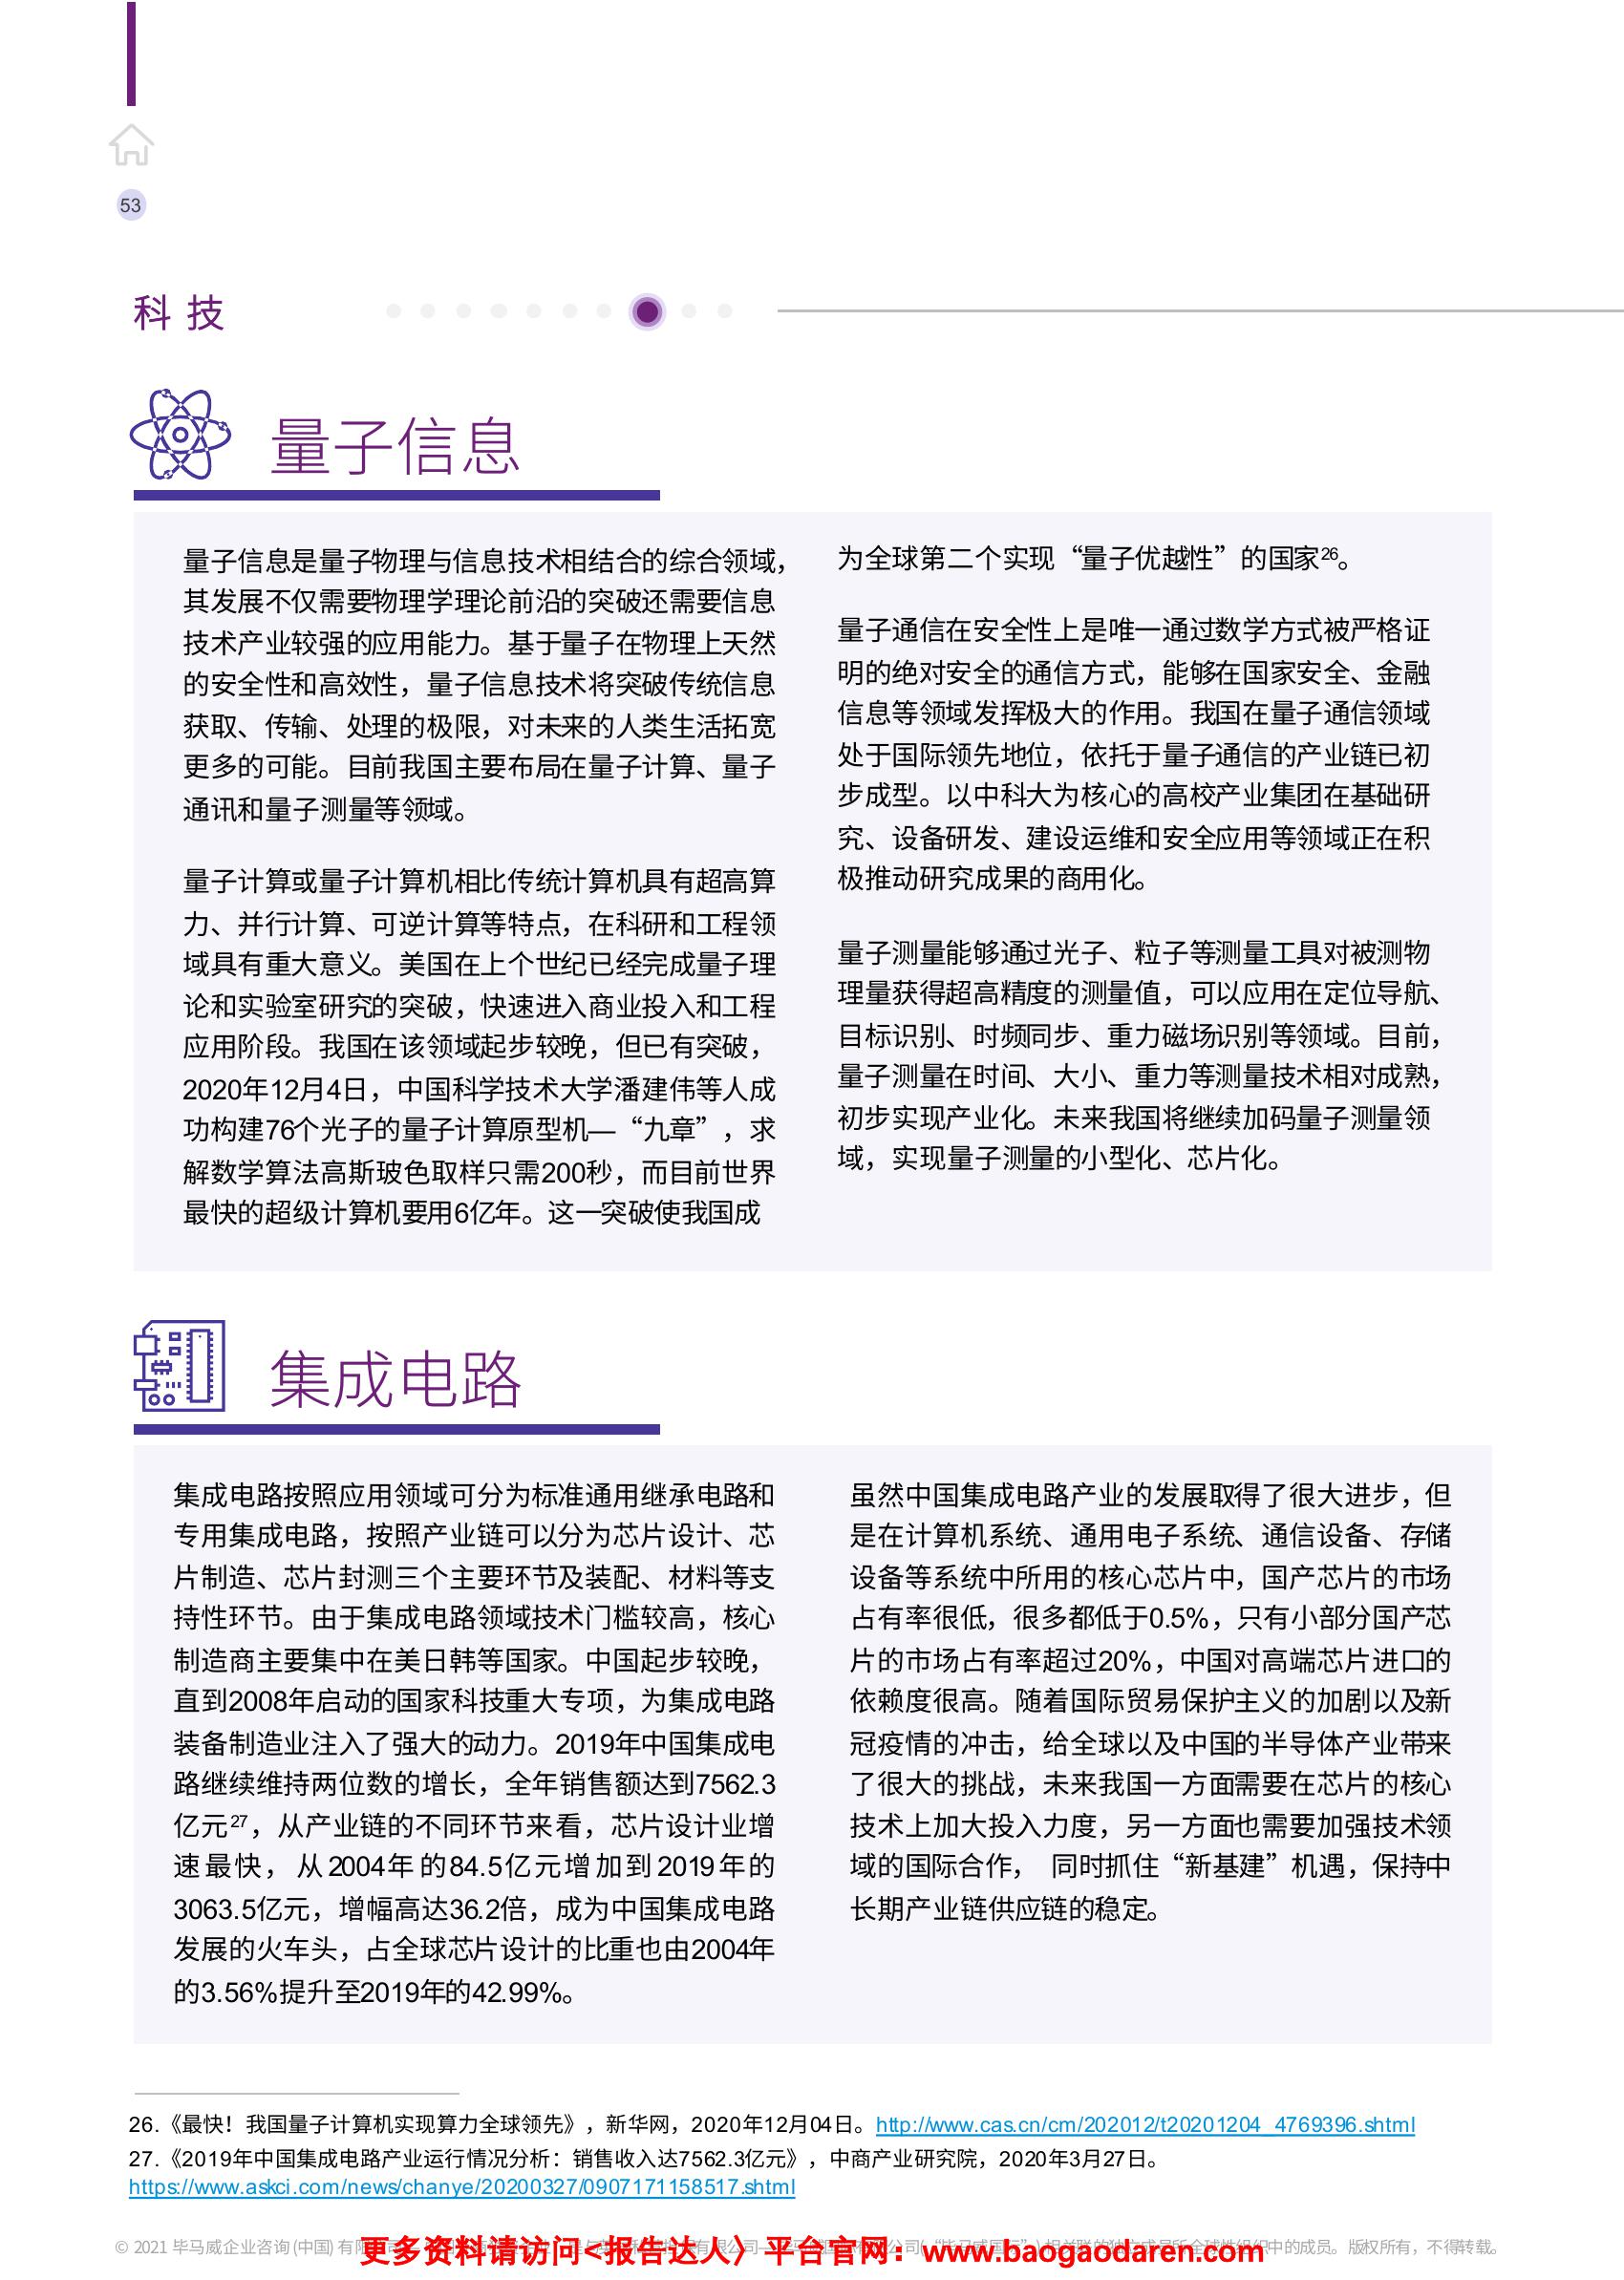 53
科 技
量子信息
量子信息是量子物理与信息技术相结合的综合领域，
其发展不仅需要物理学理论前沿的突破还需要信息
技术产业较强的应用能力。基于量子在物理上天然
的安全性和高效性，量子信息技术将突破传统信息
获取、传输、处理的极限，对未来的人类生活拓宽
更多的可能。目前我国主要布局在量子计算、量子
通讯和量子测量等领域。
量子计算或量子计算机相比传统计算机具有超高算
力、并行计算、可逆计算等特点，在科研和工程领
域具有重大意义。美国在上个世纪已经完成量子理
论和实验室研究的突破，快速进入商业投入和工程
应用阶段。我国在该领域起步较晚，但已有突破，
2020年12月4日，中国科学技术大学潘建伟等人成
功构建76个光子的量子计算原型机—“九章”，求
解数学算法高斯玻色取样只需200秒，而目前世界
最快的超级计算机要用6亿年。这一突破使我国成
为全球第二个实现“量子优越性”的国家26。
量子通信在安全性上是唯一通过数学方式被严格证
明的绝对安全的通信方式，能够在国家安全、金融
信息等领域发挥极大的作用。我国在量子通信领域
处于国际领先地位，依托于量子通信的产业链已初
步成型。以中科大为核心的高校产业集团在基础研
究、设备研发、建设运维和安全应用等领域正在积
极推动研究成果的商用化。
量子测量能够通过光子、粒子等测量工具对被测物
理量获得超高精度的测量值，可以应用在定位导航、
目标识别、时频同步、重力磁场识别等领域。目前，
量子测量在时间、大小、重力等测量技术相对成熟，
初步实现产业化。未来我国将继续加码量子测量领
域，实现量子测量的小型化、芯片化。
集成电路
集成电路按照应用领域可分为标准通用继承电路和
专用集成电路，按照产业链可以分为芯片设计、芯
片制造、芯片封测三个主要环节及装配、材料等支
持性环节。由于集成电路领域技术门槛较高，核心
制造商主要集中在美日韩等国家。中国起步较晚，
直到2008年启动的国家科技重大专项，为集成电路
装备制造业注入了强大的动力。2019年中国集成电
路继续维持两位数的增长，全年销售额达到7562.3
亿元27，从产业链的不同环节来看，芯片设计业增
速最快，从2004年的84.5亿元增加到2019年的
3063.5亿元，增幅高达36.2倍，成为中国集成电路
发展的火车头，占全球芯片设计的比重也由2004年
的3.56%提升至2019年的42.99%。
虽然中国集成电路产业的发展取得了很大进步，但
是在计算机系统、通用电子系统、通信设备、存储
设备等系统中所用的核心芯片中，国产芯片的市场
占有率很低，很多都低于0.5%，只有小部分国产芯
片的市场占有率超过20%，中国对高端芯片进口的
依赖度很高。随着国际贸易保护主义的加剧以及新
冠疫情的冲击，给全球以及中国的半导体产业带来
了很大的挑战，未来我国一方面需要在芯片的核心
技术上加大投入力度，另一方面也需要加强技术领
域的国际合作， 同时抓住“新基建”机遇，保持中
长期产业链供应链的稳定。
26.《最快！我国量子计算机实现算力全球领先》，新华网，2020年12月04日。http://www.cas.cn/cm/202012/t20201204_4769396.shtml
27.《2019年中国集成电路产业运行情况分析：销售收入达7562.3亿元》，中商产业研究院，2020年3月27日。
https://www.askci.com/news/chanye/20200327/0907171158517.shtml
© 2021 毕马威企业咨询(中国) 有限
中的成员。版权所有，不得转载。
更多资料请访问<报告达人〉平台官网：www.baogaodaren.com